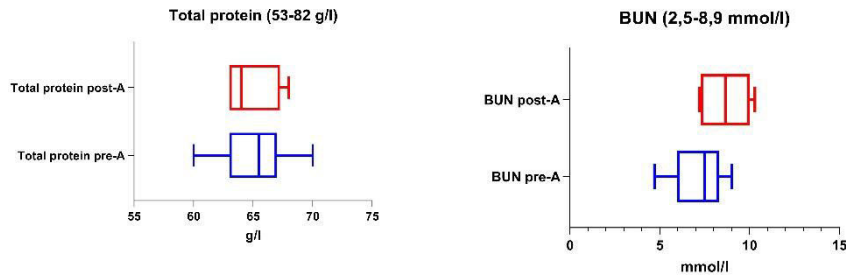 Total protein (53-82 g/l)
Total protein post-A
Total protein pre-A
55 60 65 70 75
g/l
BUN (2,5-8,9 mmol/l)
BUN post-A
BUN pre-A
0 5 10 15
mmol/l